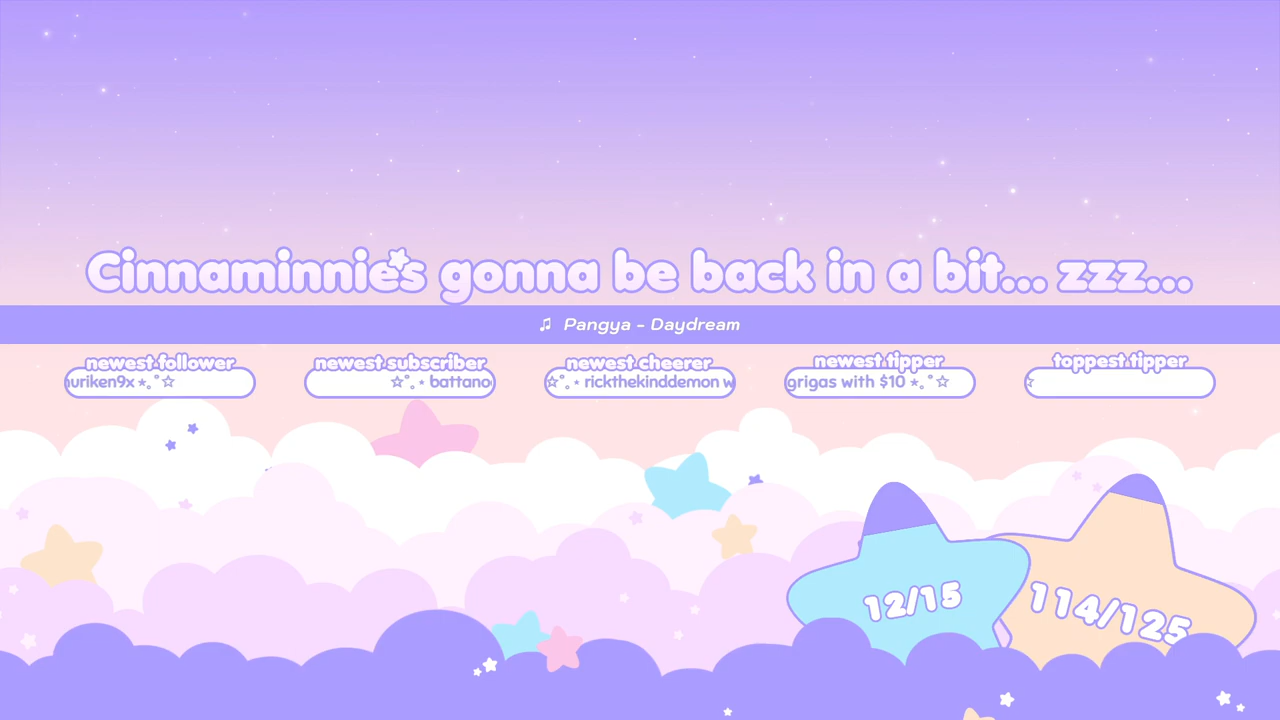 Cinnaminnie's gonna be back in a bit... zzz...
♫ Pangya - Daydream
newest follower
newest subscriber
newest cheerer
newest tipper
toppest tipper
uriken9x ⋆｡˚☆
☆˚｡⋆ battano
☆˚｡⋆ rickthekinddemon w
grigas with $10 ⋆｡˚☆
☆
12/15
114/125